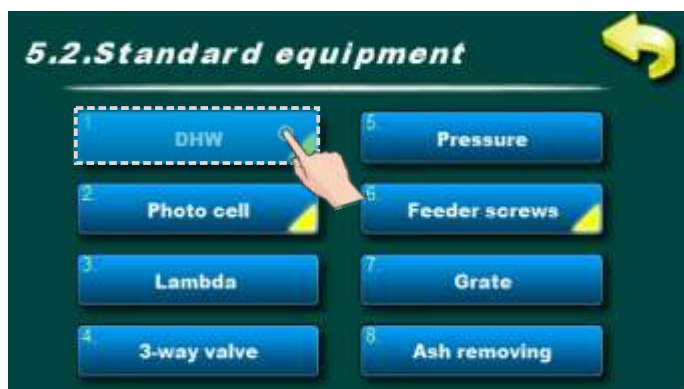 5.2.Standard equipment
1. DHW
5. Pressure
2. Photo cell
6. Feeder screws
3. Lambda
7. Grate
4. 3-way valve
8. Ash removing